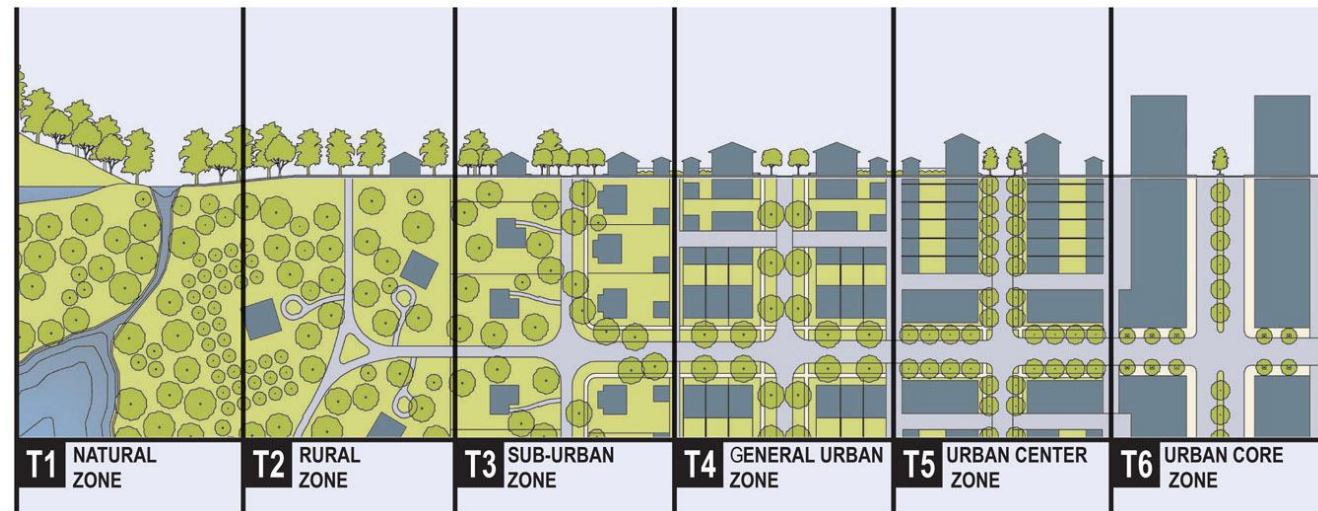 T1 NATURAL
ZONE
T2 RURAL
ZONE
T3 SUB-URBAN
ZONE
T4 GENERAL URBAN
ZONE
T5 URBAN CENTER
ZONE
T6 URBAN CORE
ZONE